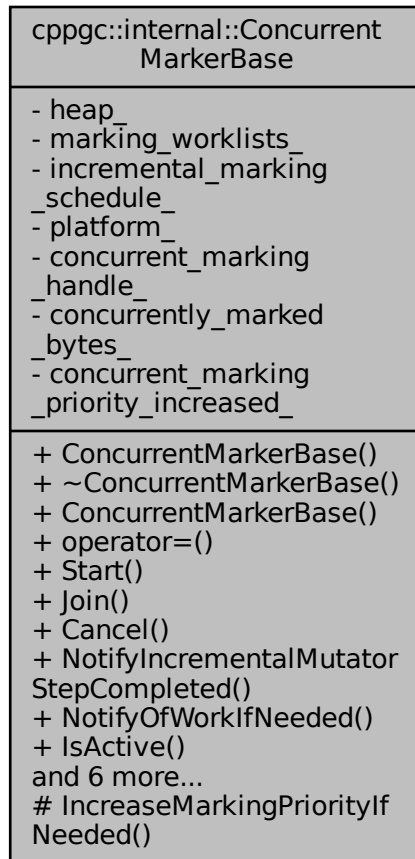 cppgc::internal::Concurrent
MarkerBase
- heap_
- marking_worklists_
- incremental_marking
_schedule_
- platform_
- concurrent_marking
_handle_
- concurrently_marked
_bytes_
- concurrent_marking
_priority_increased_
+ ConcurrentMarkerBase()
+ ~ConcurrentMarkerBase()
+ ConcurrentMarkerBase()
+ operator=()
+ Start()
+ Join()
+ Cancel()
+ NotifyIncrementalMutator
StepCompleted()
+ NotifyOfWorkIfNeeded()
+ IsActive()
and 6 more...
# IncreaseMarkingPriorityIf
Needed()